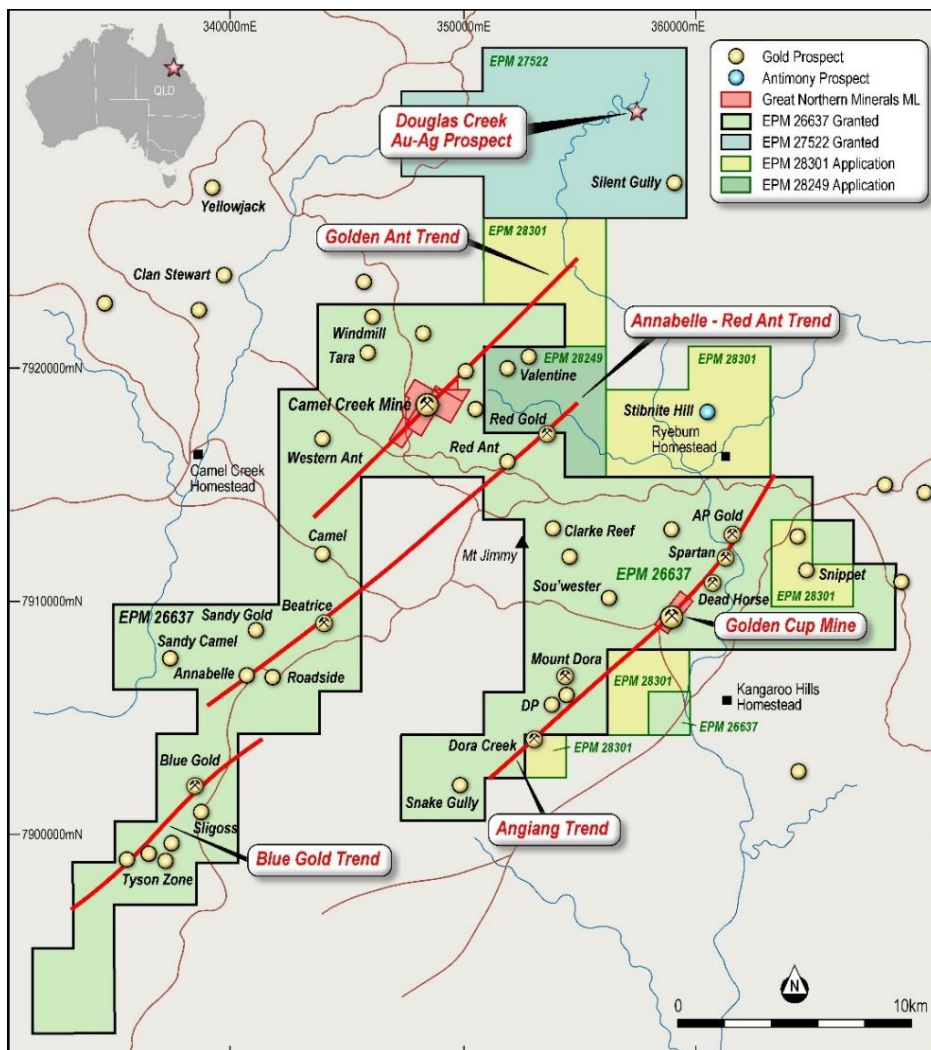 340000mE
350000mE
360000mE
QLD
EPM 27522
Gold Prospect
Antimony Prospect
Great Northern Minerals ML
EPM 26637 Granted
EPM 27522 Granted
EPM 28301 Application
EPM 28249 Application
Douglas Creek
Au-Ag Prospect
Silent Gully
Yellowjack
EPM 28301
Golden Ant Trend
Clan Stewart
Annabelle - Red Ant Trend
Windmill
Tara
EPM 28249
EPM 28301
7920000mN
Valentine
Camel Creek Mine
Red Gold
Stibnite Hill
Ryeburn
Homestead
Western Ant
Red Ant
Camel Creek
Homestead
AP Gold
Clarke Reef
Camel
Mt Jimmy
Spartan
Sou'wester
EPM 26637
Snippet
Dead Horse
EPM 28301
7910000mN
Beatrice
EPM 26637
Sandy Gold
Golden Cup Mine
Sandy Camel
Annabelle
Roadside
Mount Dora
EPM 28301
DP
Kangaroo Hills
Homestead
EPM 26637
Dora Creek
EPM 28301
Blue Gold
Snake Gully
Sligoss
Angiang Trend
7900000mN
Blue Gold Trend
Tyson Zone
N
0
10km